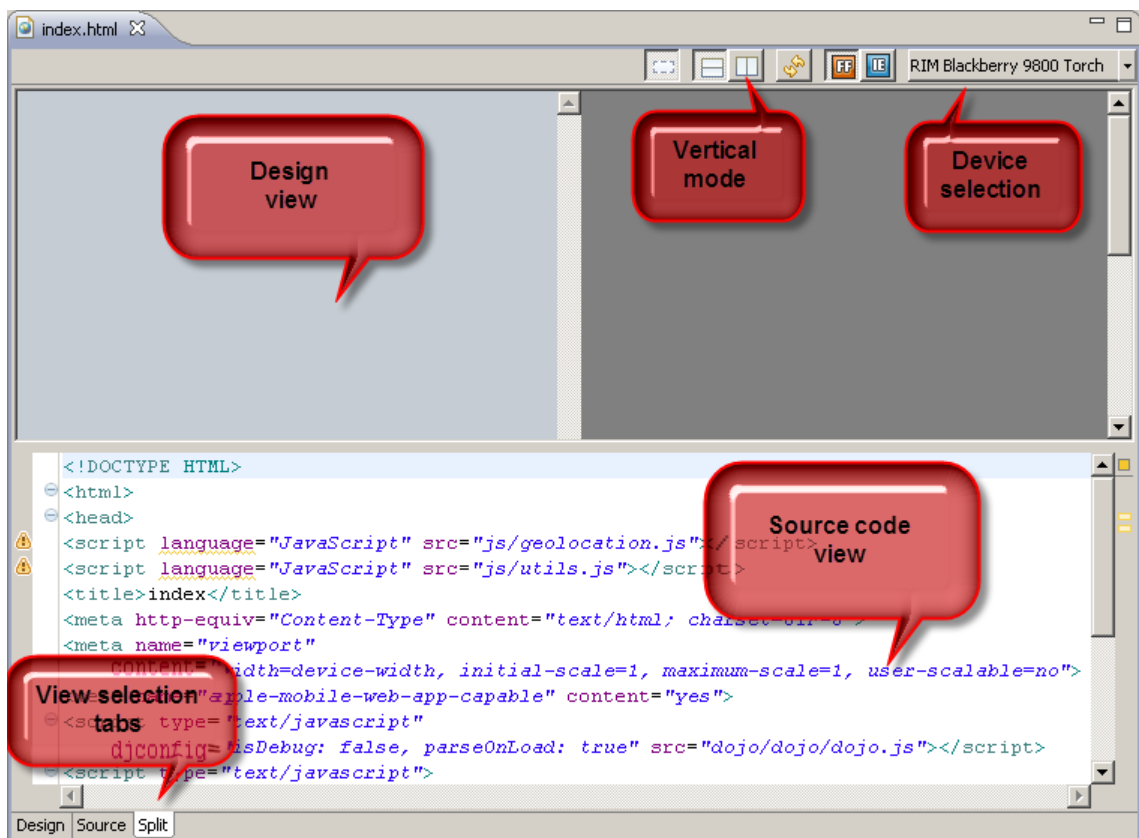 index.html
RIM Blackberry 9800 Torch
Design
view
Vertical
mode
Device
selection
<!DOCTYPE HTML>
<html>
<head>
<script language="JavaScript" src="js/geolocation.js"></script>
<script language="JavaScript" src="js/utils.js"></script>
<title>index</title>
<meta http-equiv="Content-Type" content="text/html;
<meta name="viewport"
content="width=device-width, initial-scale=1, maximum-scale=1, user-scalable=no">
"apple-mobile-web-app-capable" content="yes">
<script type="text/javascript"
djconfig="isDebug: false, parseOnLoad: true" src="dojo/dojo/dojo.js"></script>
<script type="text/javascript">
Source code
view
View selection
tabs
Design Source Split